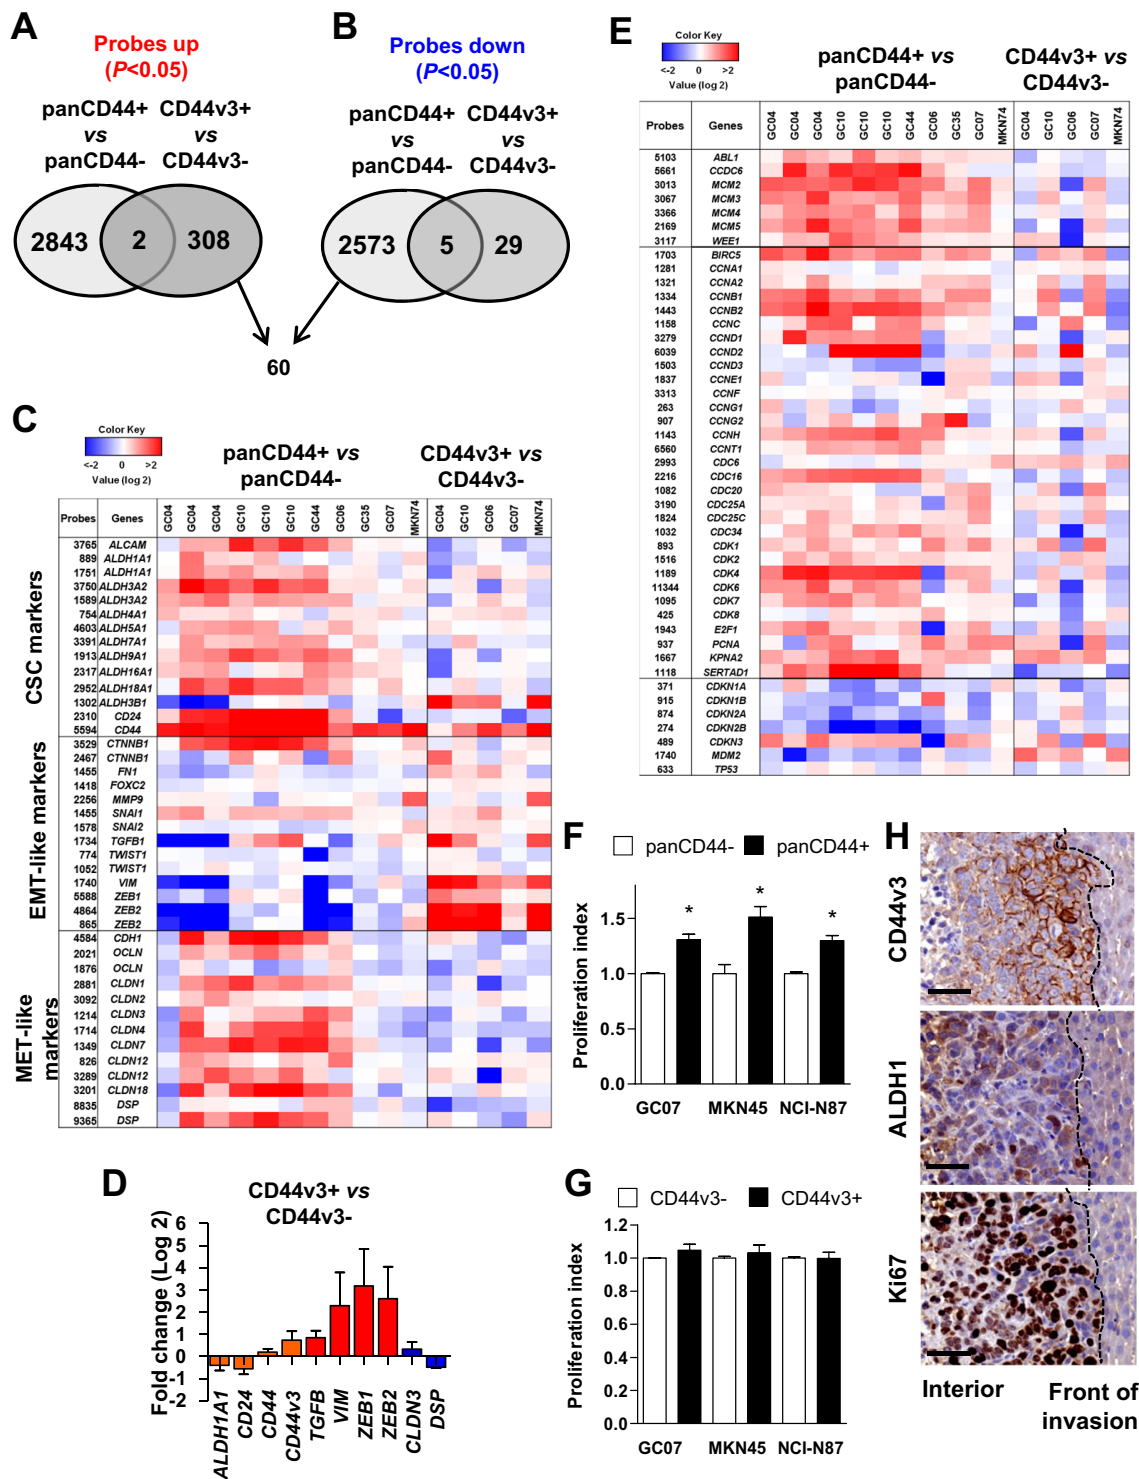 A
Probes up
(P<0.05)
panCD44+
vs
panCD44-
CD44v3+
vs
CD44v3-
2843
2
308
B
Probes down
(P<0.05)
panCD44+
vs
panCD44-
CD44v3+
vs
CD44v3-
2573
5
29
60
C
Color Key
<-2 0 >2
Value (log 2)
panCD44+ vs
panCD44-
CD44v3+ vs
CD44v3-
Probes Genes GC04 GC04 GC04 GC10 GC10 GC10 GC44 GC06 GC35 GC07 MKN74 GC04 GC10 GC06 GC07 MKN74
CSC markers
3765 ALCAM
889 ALDH1A1
1751 ALDH1A1
3750 ALDH3A2
1589 ALDH3A2
754 ALDH4A1
4603 ALDH5A1
3391 ALDH7A1
1913 ALDH9A1
2317 ALDH16A1
2952 ALDH18A1
1302 ALDH3B1
2310 CD24
5594 CD44
EMT-like markers
3529 CTNNB1
2467 CTNNB1
1455 FN1
1418 FOXC2
2256 MMP9
1455 SNAI1
1578 SNAI2
1734 TGFB1
774 TWIST1
1052 TWIST1
1740 VIM
5588 ZEB1
4864 ZEB2
865 ZEB2
MET-like
markers
4584 CDH1
2021 OCLN
1876 OCLN
2881 CLDN1
3092 CLDN2
1214 CLDN3
1714 CLDN4
1349 CLDN7
826 CLDN12
3289 CLDN12
3201 CLDN18
8835 DSP
9365 DSP
D
CD44v3+ vs
CD44v3-
Fold change (Log 2)
6
5
4
3
2
1
0
-1
-2
ALDH1A1 CD24 CD44 CD44v3 TGFB VIM ZEB1 ZEB2 CLDN3 DSP
E
Color Key
<-2 0 >2
Value (log 2)
panCD44+ vs
panCD44-
CD44v3+ vs
CD44v3-
Probes Genes GC04 GC04 GC04 GC10 GC10 GC10 GC44 GC06 GC35 GC07 MKN74 GC04 GC10 GC06 GC07 MKN74
5103 ABL1
5661 CCDC6
3013 MCM2
3067 MCM3
3366 MCM4
2169 MCM5
3117 WEE1
1703 BIRC5
1281 CCNA1
1321 CCNA2
1334 CCNB1
1443 CCNB2
1158 CCNC
3279 CCND1
6039 CCND2
1503 CCND3
1837 CCNE1
3313 CCNF
263 CCNG1
907 CCNG2
1143 CCNH
6560 CCNT1
2993 CDC6
2216 CDC16
1082 CDC20
3190 CDC25A
1824 CDC25C
1032 CDC34
893 CDK1
1516 CDK2
1189 CDK4
11344 CDK6
1095 CDK7
425 CDK8
1943 E2F1
937 PCNA
1667 KPNA2
1118 SERTAD1
371 CDKN1A
915 CDKN1B
874 CDKN2A
274 CDKN2B
489 CDKN3
1740 MDM2
633 TP53
F
panCD44- panCD44+
Proliferation index
1.5
1.0
0.5
0.0
* * *
GC07 MKN45 NCI-N87
G
CD44v3- CD44v3+
Proliferation index
1.2
1.0
0.8
0.6
0.4
0.2
0.0
GC07 MKN45 NCI-N87
H
CD44v3
ALDH1
Ki67
Interior Front of
invasion